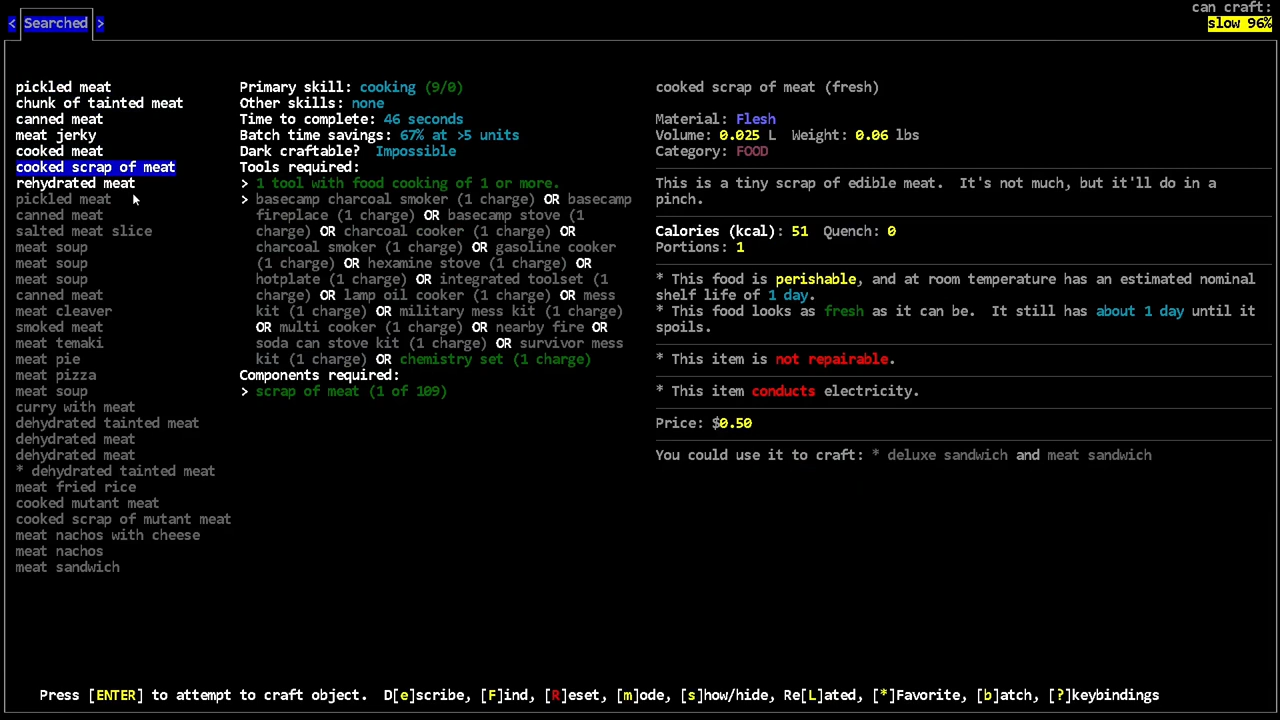 can craft:
< Searched >
slow 96%
pickled meat
chunk of tainted meat
canned meat
meat jerky
cooked meat
cooked scrap of meat
rehydrated meat
pickled meat
canned meat
salted meat slice
meat soup
meat soup
meat soup
canned meat
meat cleaver
smoked meat
meat temaki
meat pie
meat pizza
meat soup
curry with meat
dehydrated tainted meat
dehydrated meat
dehydrated meat
* dehydrated tainted meat
meat fried rice
cooked mutant meat
cooked scrap of mutant meat
meat nachos with cheese
meat nachos
meat sandwich
Primary skill: cooking (9/0)
Other skills: none
Time to complete: 46 seconds
Batch time savings: 67% at >5 units
Dark craftable? Impossible
Tools required:
> 1 tool with food cooking of 1 or more.
> basecamp charcoal smoker (1 charge) OR basecamp
fireplace (1 charge) OR basecamp stove (1
charge) OR charcoal cooker (1 charge) OR
charcoal smoker (1 charge) OR gasoline cooker
(1 charge) OR hexamine stove (1 charge) OR
hotplate (1 charge) OR integrated toolset (1
charge) OR lamp oil cooker (1 charge) OR mess
kit (1 charge) OR military mess kit (1 charge)
OR multi cooker (1 charge) OR nearby fire OR
soda can stove kit (1 charge) OR survivor mess
kit (1 charge) OR chemistry set (1 charge)
Components required:
> scrap of meat (1 of 109)
cooked scrap of meat (fresh)
Material: Flesh
Volume: 0.025 L Weight: 0.06 lbs
Category: FOOD
This is a tiny scrap of edible meat. It's not much, but it'll do in a
pinch.
Calories (kcal): 51 Quench: 0
Portions: 1
* This food is perishable, and at room temperature has an estimated nominal
shelf life of 1 day.
* This food looks as fresh as it can be. It still has about 1 day until it
spoils.
* This item is not repairable.
* This item conducts electricity.
Price: $0.50
You could use it to craft: * deluxe sandwich and meat sandwich
Press [ENTER] to attempt to craft object. D[e]scribe, [F]ind, [R]eset, [m]ode, [s]how/hide, Re[L]ated, [*]Favorite, [b]atch, [?]keybindings